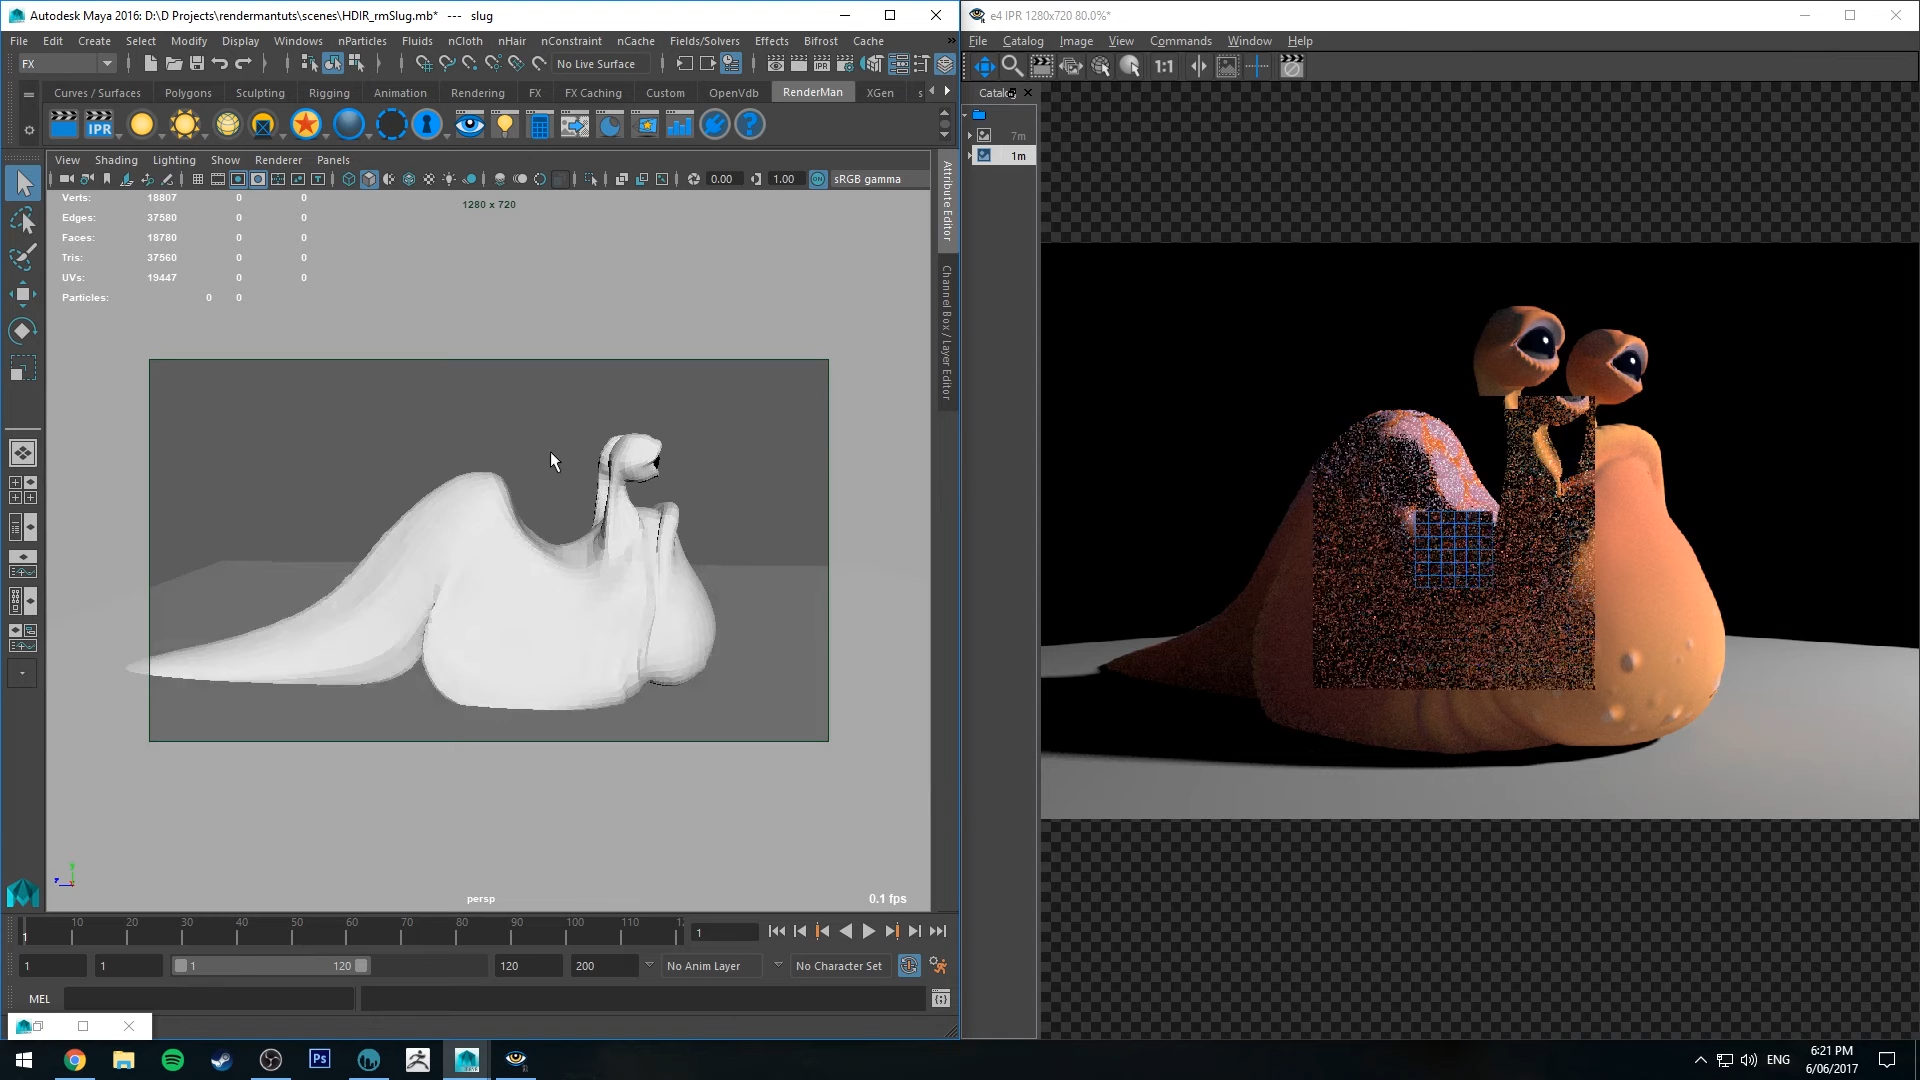 Autodesk Maya 2016: D:\D Projects\rendermantuts\scenes\HDIR_rmSlug.mb* --- slug
File Edit Create Select Modify Display Windows nParticles Fluids nCloth nHair nConstraint nCache Fields/Solvers Effects Bifrost Cache
FX
No Live Surface
Curves / Surfaces Polygons Sculpting Rigging Animation Rendering FX FX Caching Custom OpenVdb RenderMan XGen s
IPR
View Shading Lighting Show Renderer Panels
0.00 1.00 sRGB gamma
ON
Verts: 18807 0 0
Edges: 37580 0 0
Faces: 18780 0 0
Tris: 37560 0 0
UVs: 19447 0 0
Particles: 0 0
1280 x 720
persp
0.1 fps
Attribute Editor
Channel Box / Layer Editor
10 20 30 40 50 60 70 80 90 100 110 12
1
1
1 1 1 120 120 200 No Anim Layer No Character Set
MEL
e4 IPR 1280x720 80.0%*
File Catalog Image View Commands Window Help
1:1
Catalo
7m
1m
Ps
ENG
6:21 PM
6/06/2017